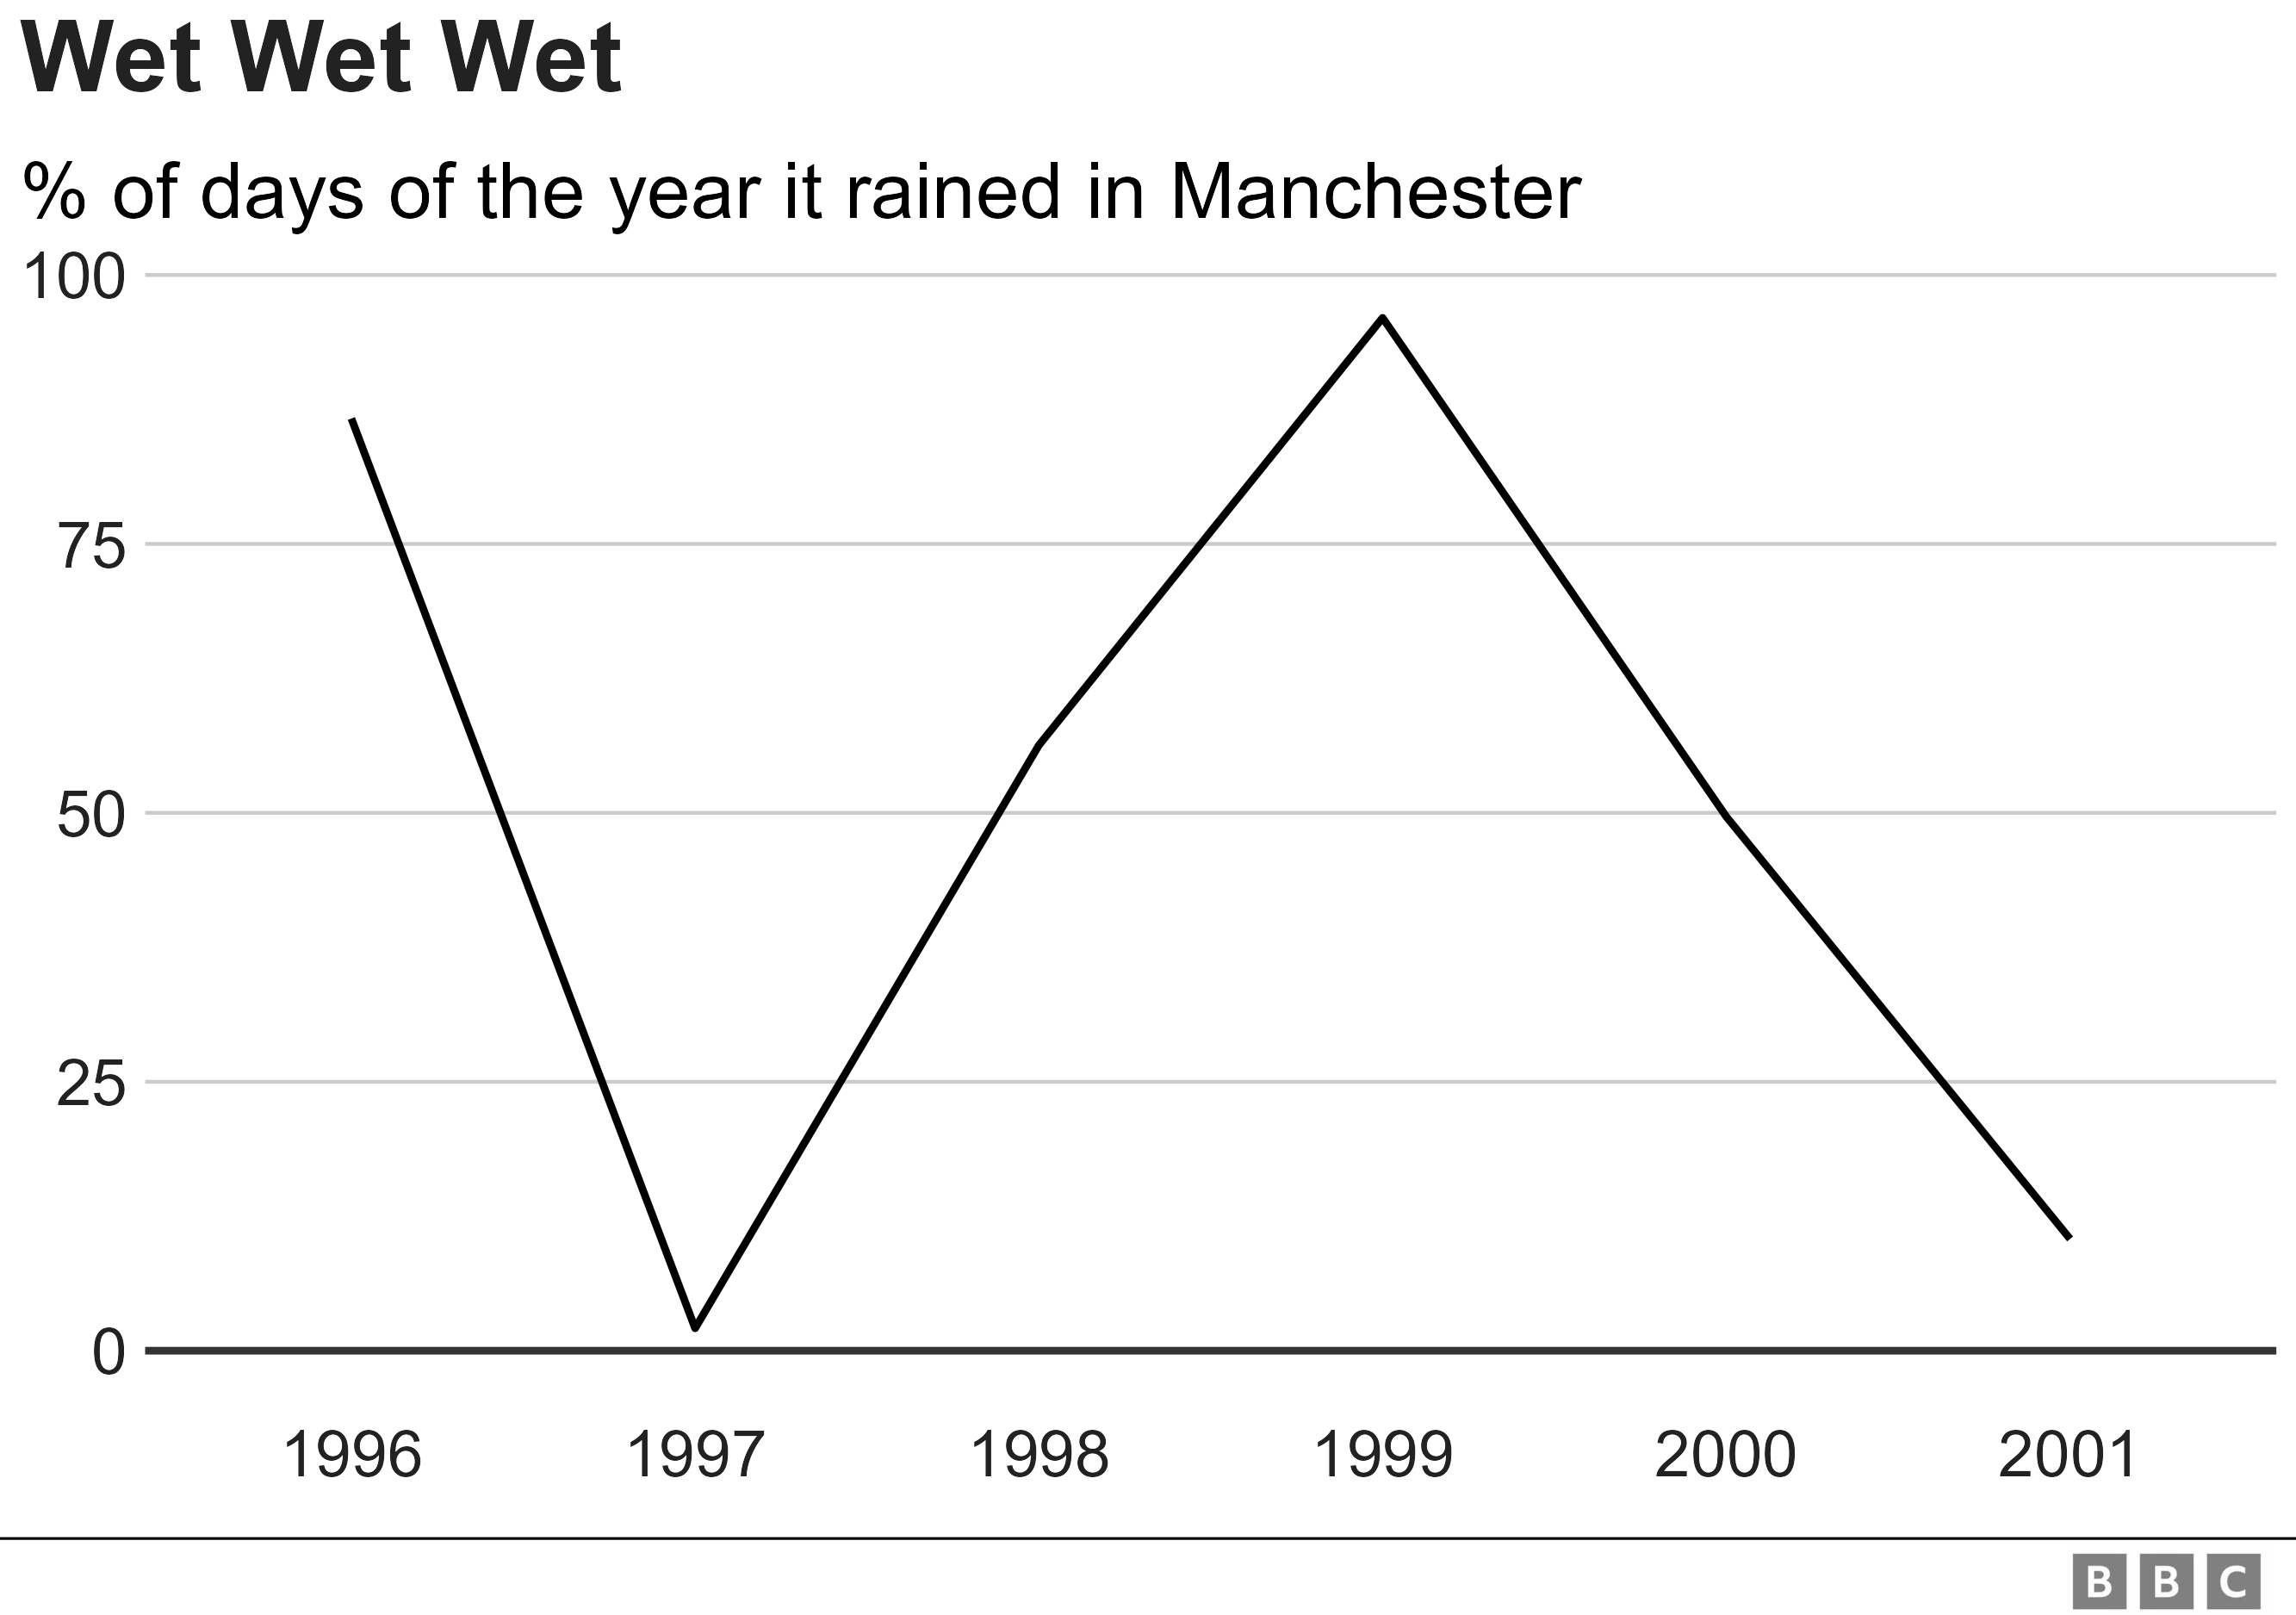 Wet Wet Wet
% of days of the year it rained in Manchester
100
75
50
25
0
1996 1997 1998 1999 2000 2001
BBC